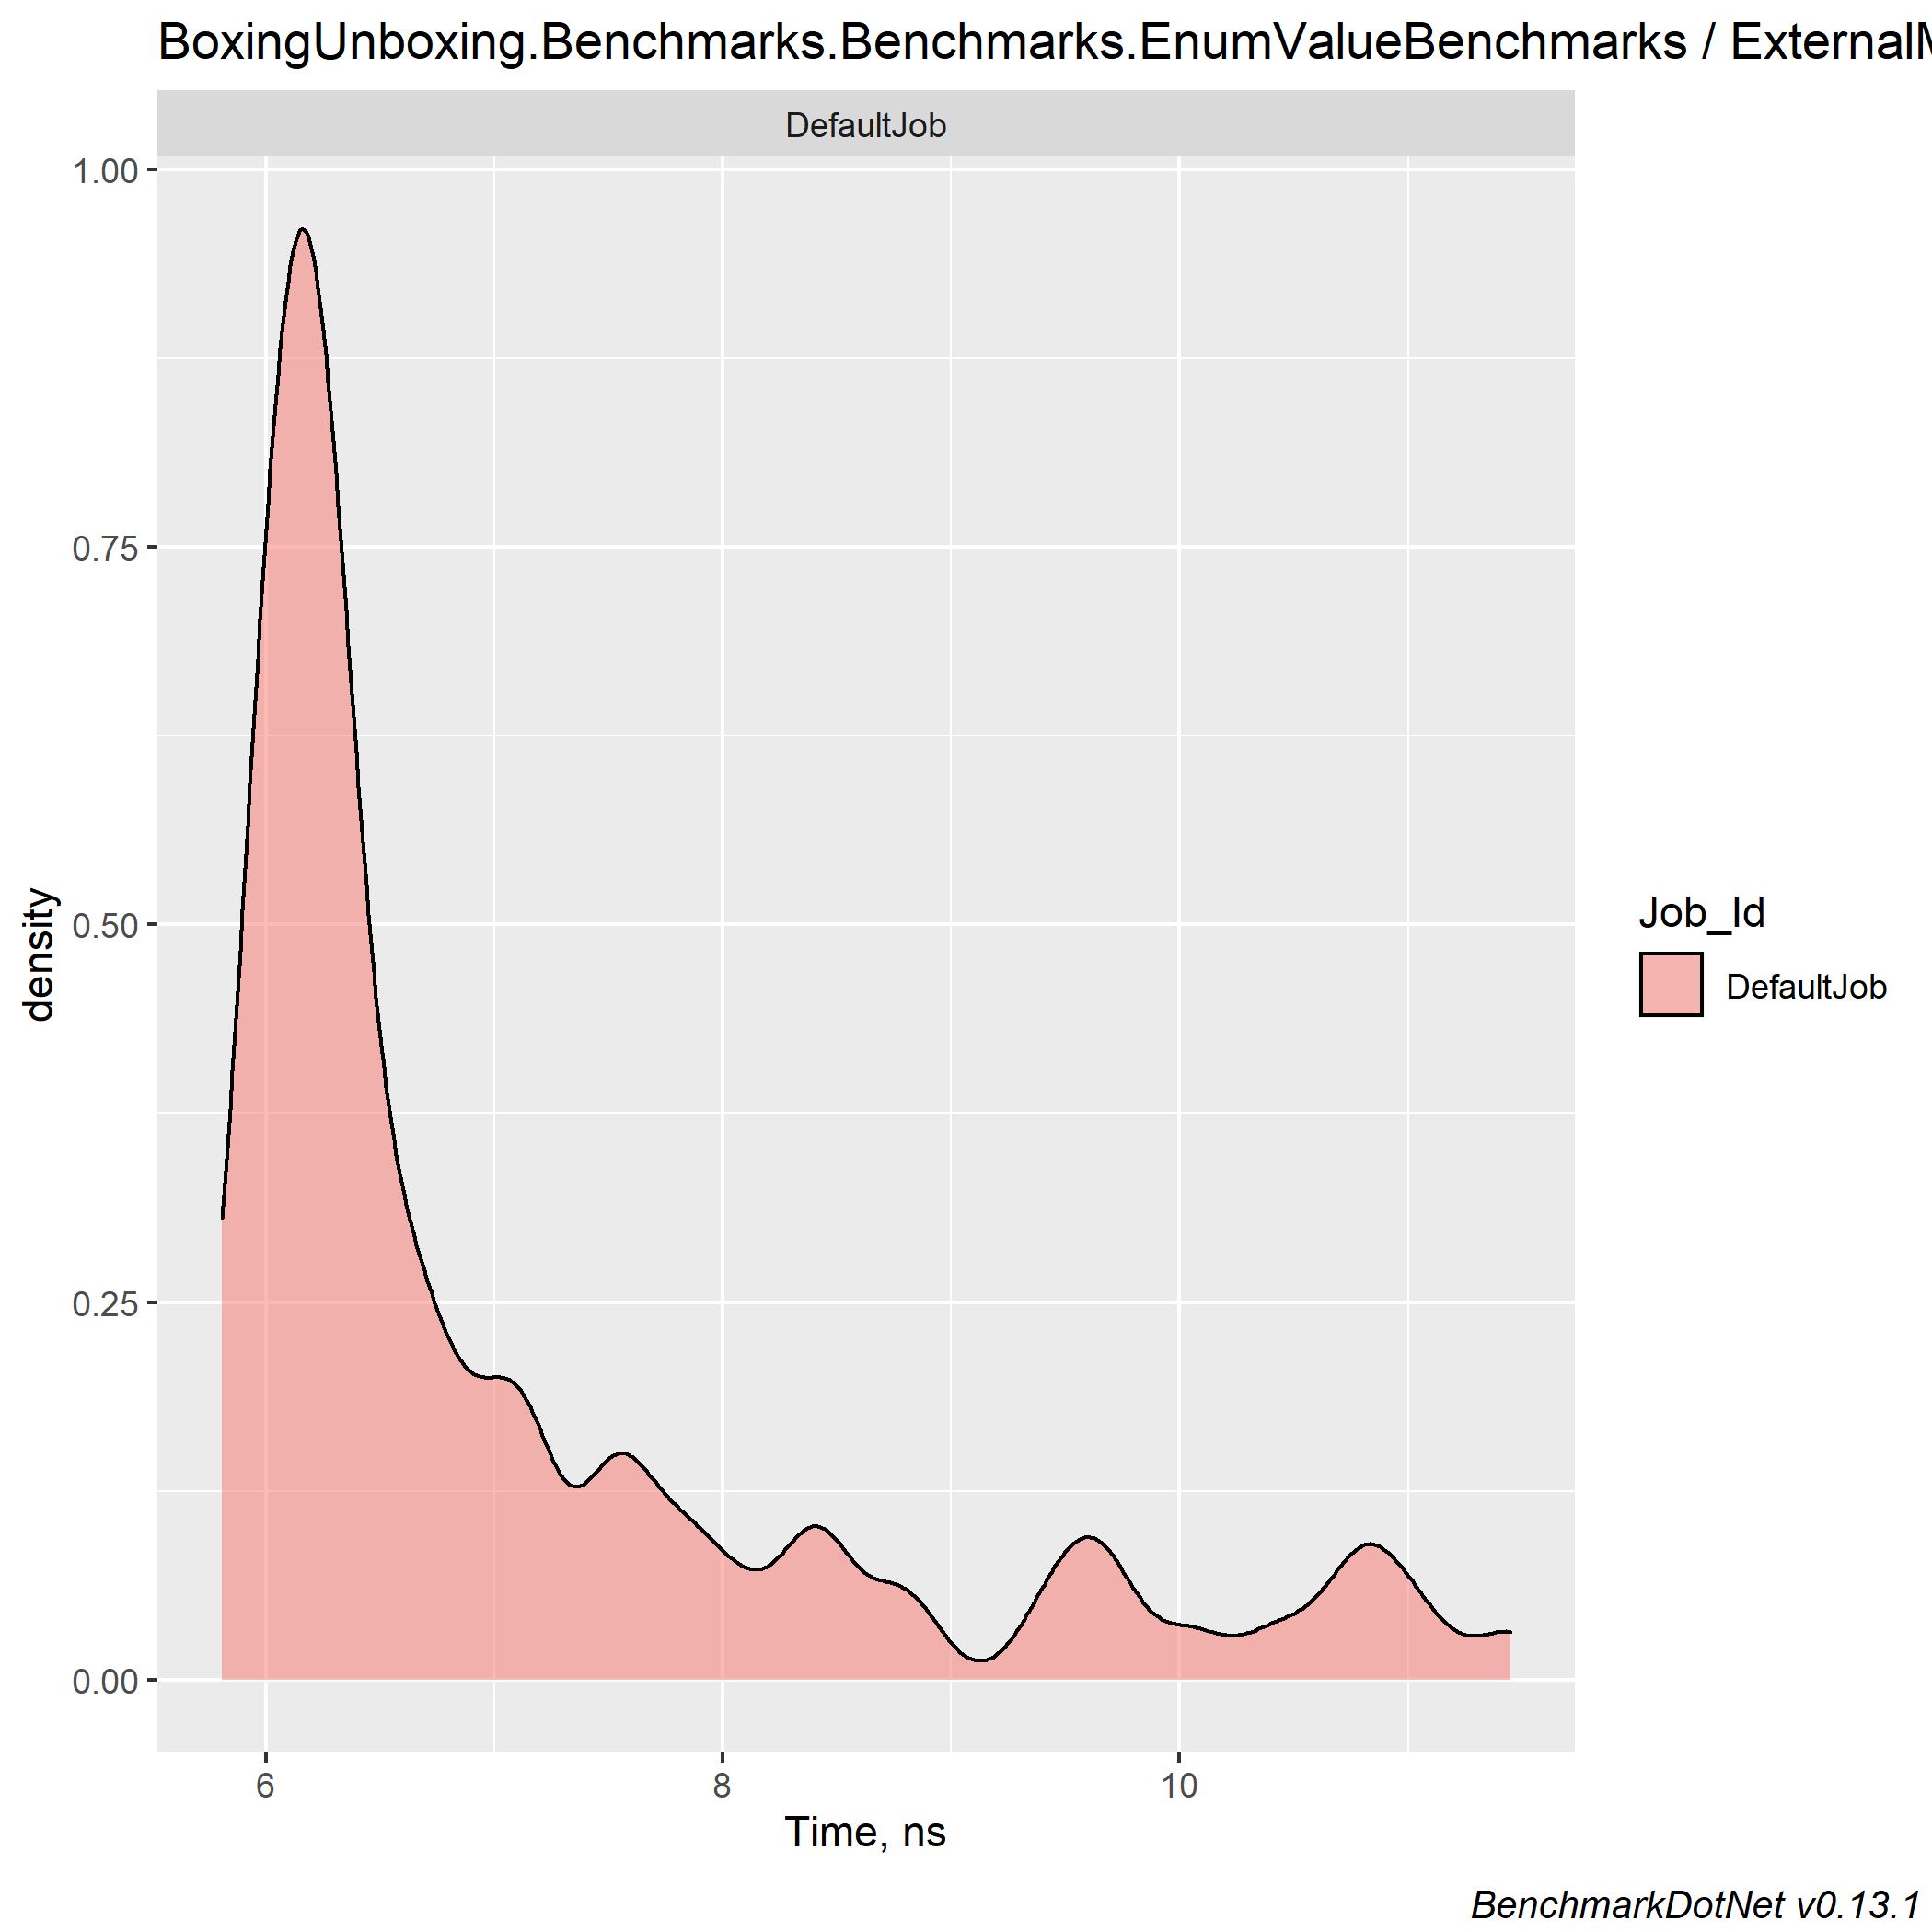 BoxingUnboxing.Benchmarks.Benchmarks.EnumValueBenchmarks /
DefaultJob
1.00
0.75
0.50
0.25
0.00
density
6 8 10
Time, ns
Job_Id
DefaultJob
BenchmarkDotNet v0.13.1